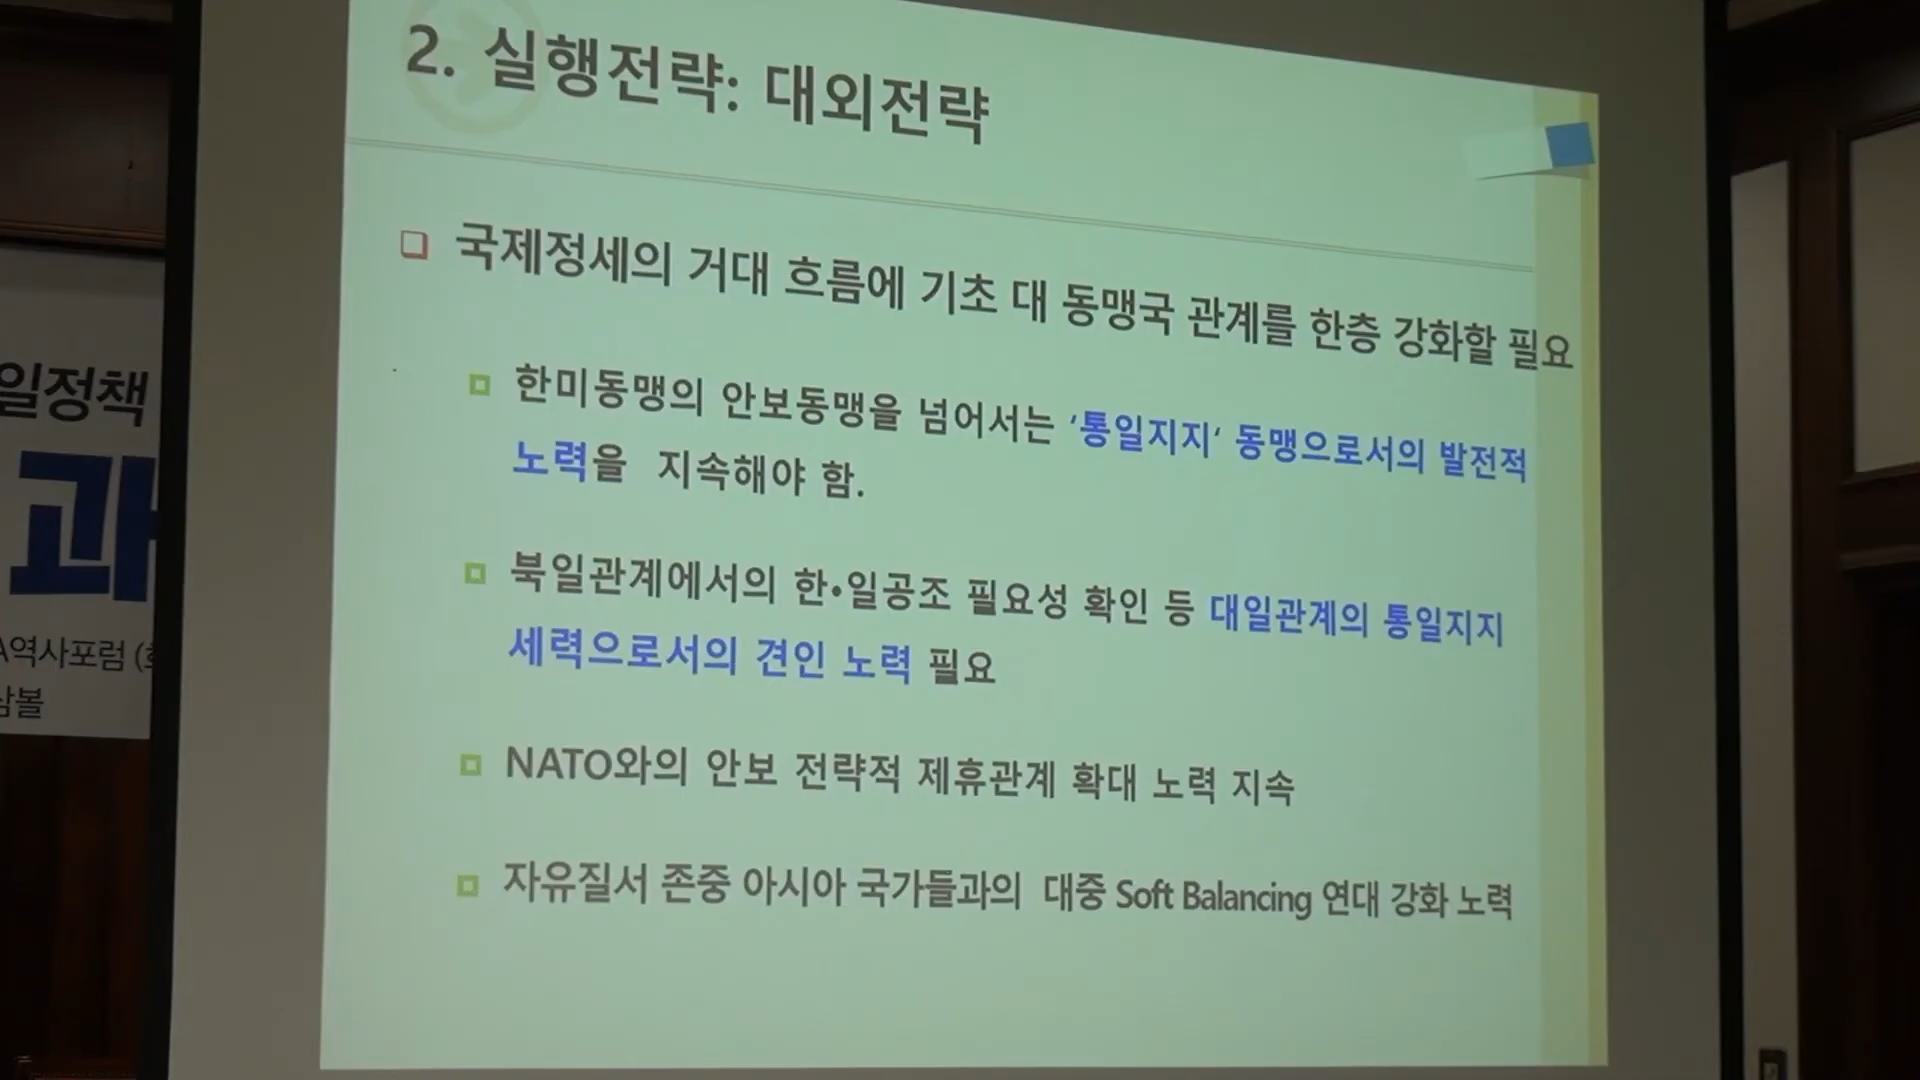 2. 실행전략: 대외전략
국제정세의 거대 흐름에 기초 대 동맹국 관계를 한층 강화할 필요
한미동맹의 안보동맹을 넘어서는 ‘통일지지‘ 동맹으로서의 발전적
노력을 지속해야 함.
북일관계에서의 한•일공조 필요성 확인 등 대일관계의 통일지지
세력으로서의 견인 노력 필요
NATO와의 안보 전략적 제휴관계 확대 노력 지속
자유질서 존중 아시아 국가들과의 대중 Soft Balancing 연대 강화 노력
일정책
과
A역사포럼
삼볼